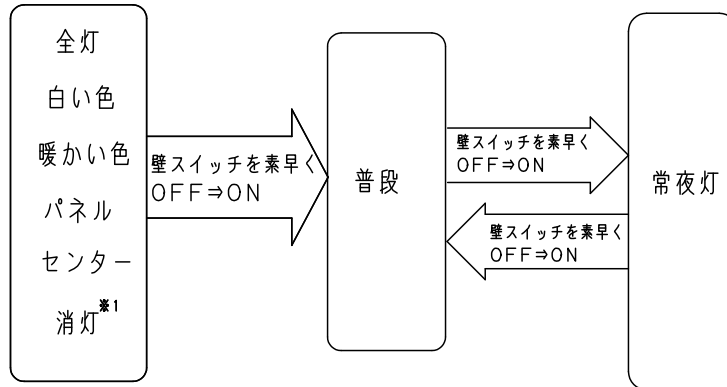 全灯
白い色
暖かい色
パネル
センター
消灯※1
壁スイッチを素早く
OFF⇒ON
普段
壁スイッチを素早く
OFF⇒ON
壁スイッチを素早く
OFF⇒ON
常夜灯